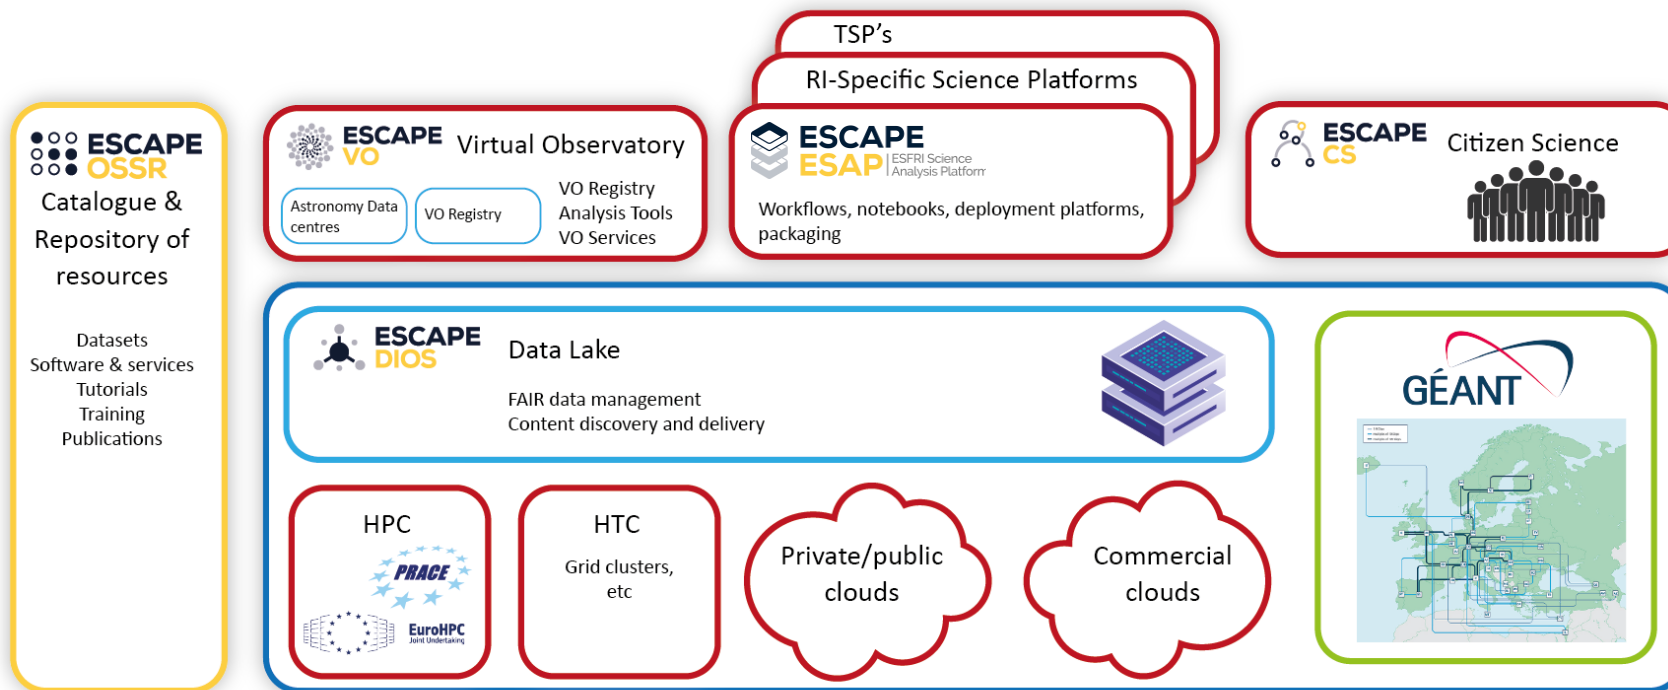 TSP's
RI-Specific Science Platforms
ESCAPE
OSSR
Catalogue &
Repository of
resources
Datasets
Software & services
Tutorials
Training
Publications
ESCAPE
VO
Virtual Observatory
Astronomy Data
centres
VO Registry
VO Registry
Analysis Tools
VO Services
ESCAPE
ESAP
ESFRI Science
Analysis Platform
Workflows, notebooks, deployment platforms,
packaging
ESCAPE
CS
Citizen Science
ESCAPE
DIOS
Data Lake
FAIR data management
Content discovery and delivery
GÉANT
HPC
PRACE
EuroHPC
Joint Undertaking
HTC
Grid clusters,
etc
Private/public
clouds
Commercial
clouds